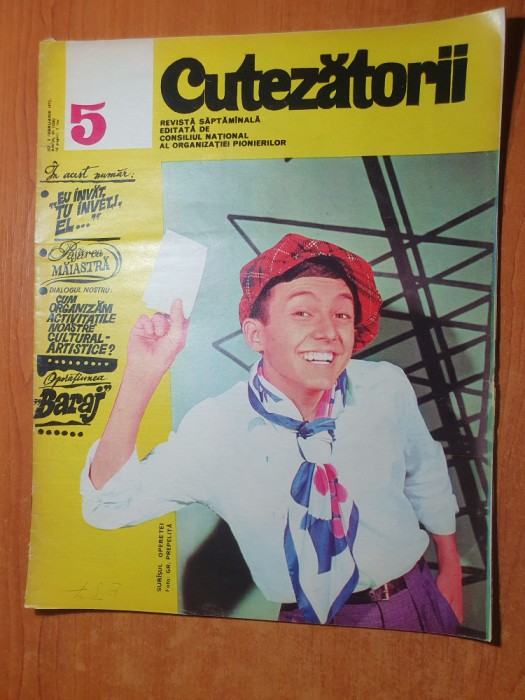 5
Cutezătorii
REVISTĂ SĂPTĂMÎNALĂ
EDITATĂ DE
CONSILIUL NAȚIONAL
AL ORGANIZAȚIEI PIONIERILOR
În acest număr:
"EU ÎNVĂȚ,
TU ÎNVEȚI,
EL..."
Pasărea
MĂIASTRĂ
DIALOGUL NOSTRU:
CUM
ORGANIZĂM
ACTIVITĂȚILE
NOASTRE
CULTURAL-
ARTISTICE?
Operațiunea
"Baraj"
SURÎSUL OPERETEI
Foto: GR. PREPELIȚĂ